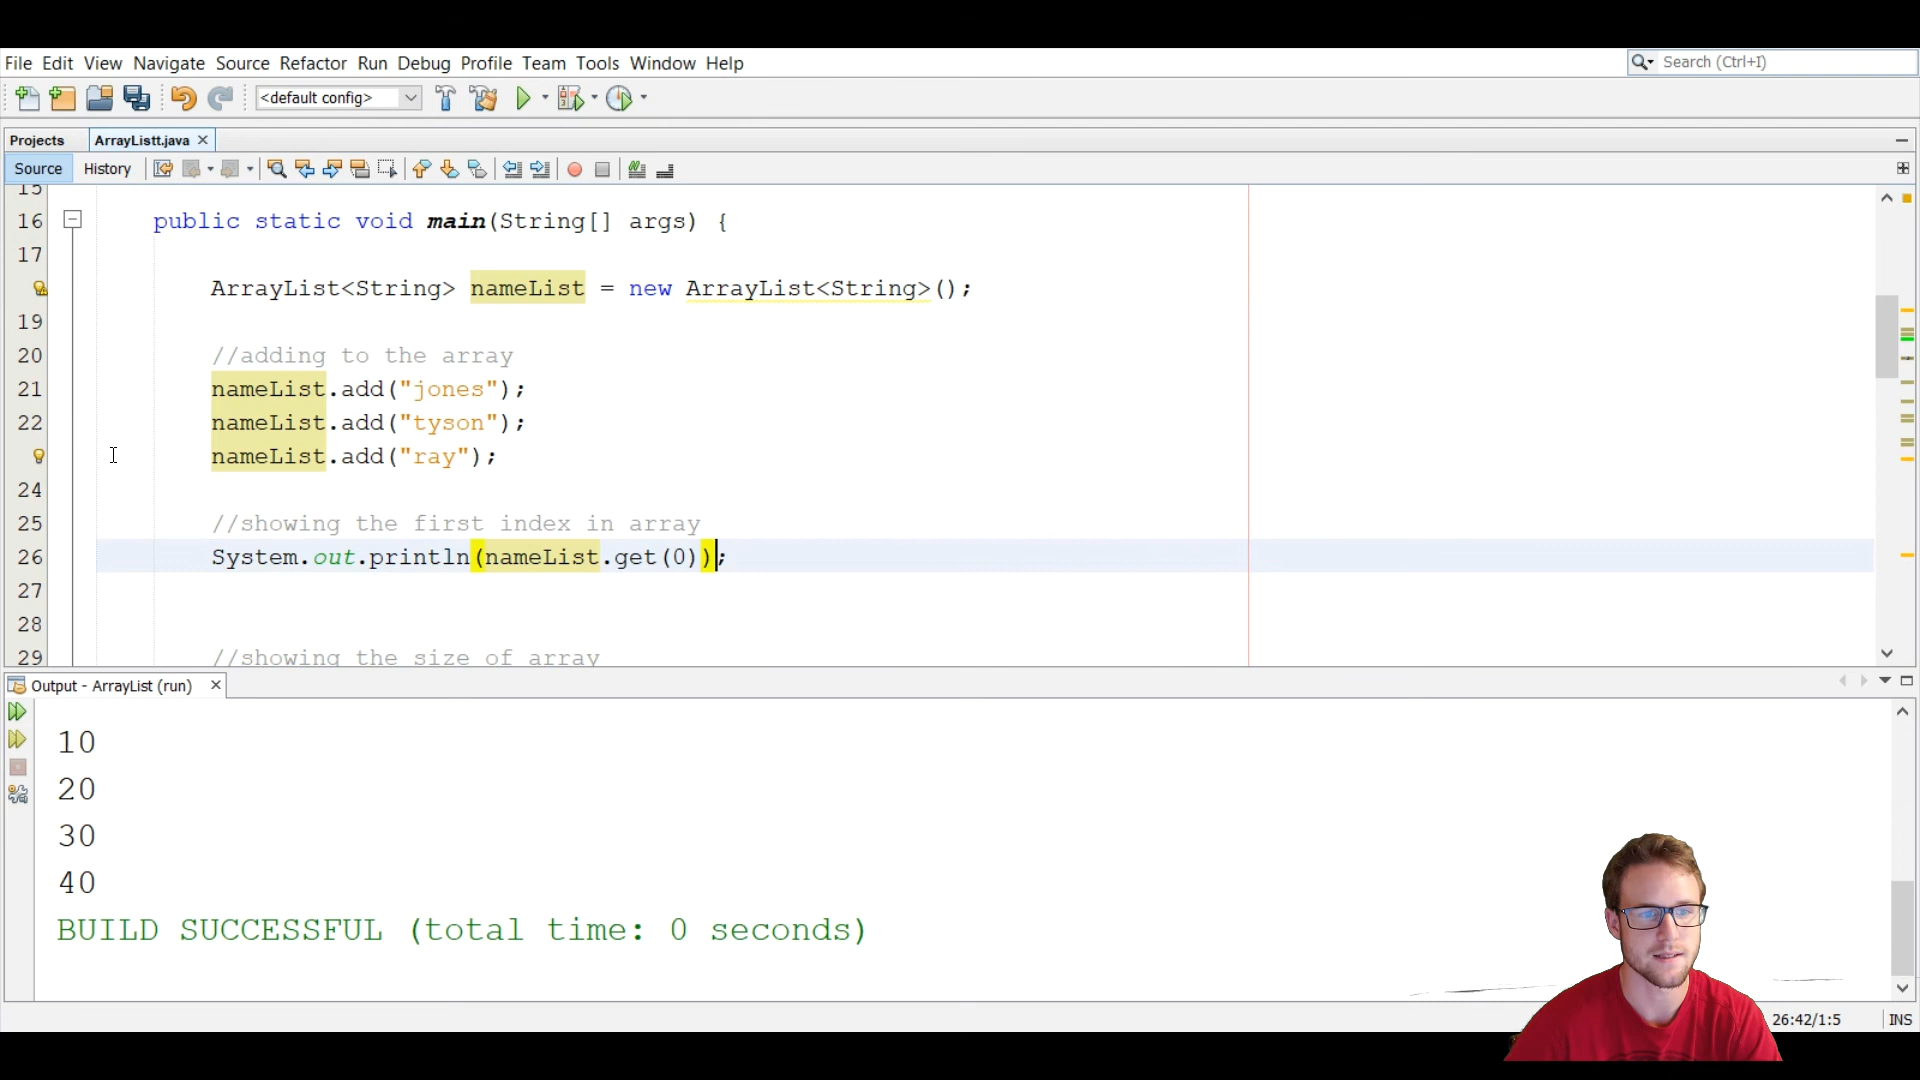 File Edit View Navigate Source Refactor Run Debug Profile Team Tools Window Help
Search (Ctrl+I)
<default config>
Projects ArrayListt.java
Source History
15
16 public static void main(String[] args) {
17
ArrayList<String> nameList = new ArrayList<String>();
19
20 //adding to the array
21 nameList.add("jones");
22 nameList.add("tyson");
nameList.add("ray");
24
25 //showing the first index in array
26 System.out.println(nameList.get(0));
27
28
29 //showing the size of array
Output - ArrayList (run)
10
20
30
40
BUILD SUCCESSFUL (total time: 0 seconds)
26:42/1:5 INS